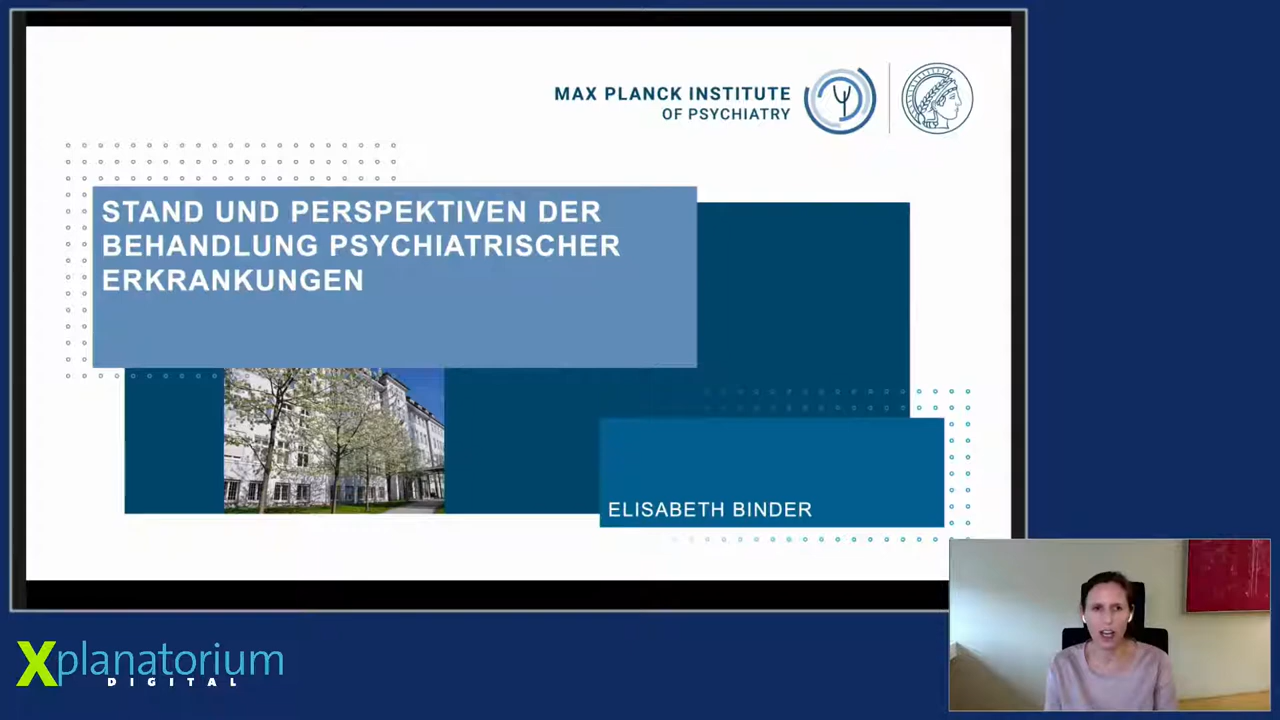 MAX PLANCK INSTITUTE
OF PSYCHIATRY
STAND UND PERSPEKTIVEN DER
BEHANDLUNG PSYCHIATRISCHER
ERKRANKUNGEN
ELISABETH BINDER
Xplanatorium
DIGITAL